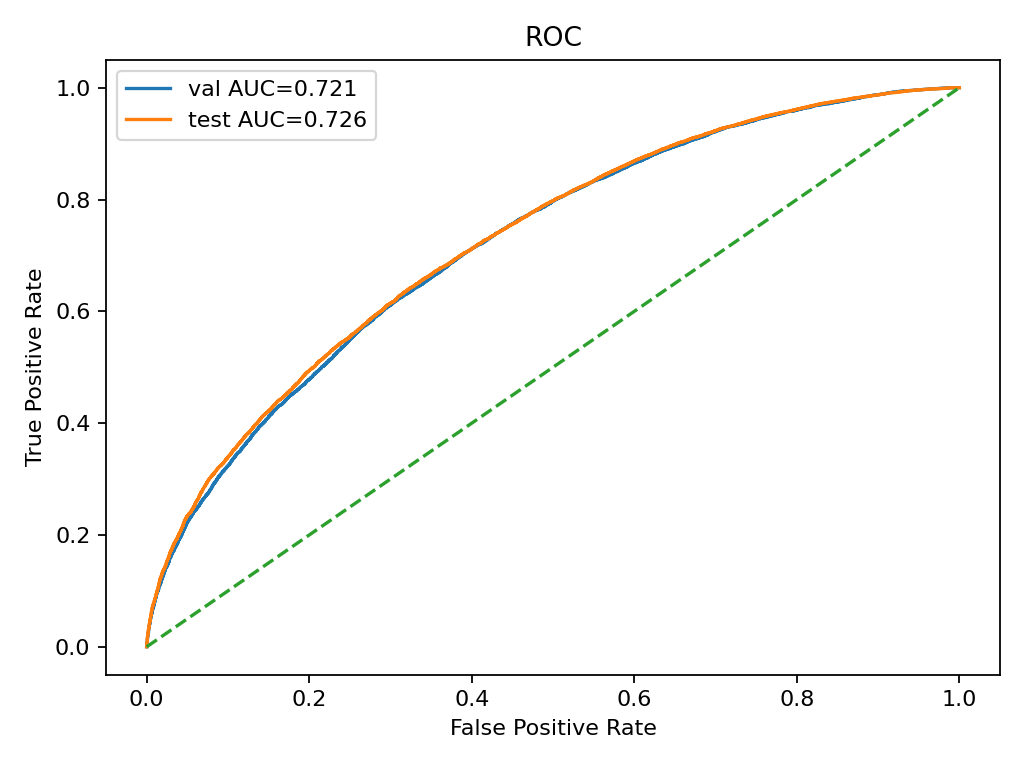 ROC
val AUC=0.721
test AUC=0.726
True Positive Rate
1.0
0.8
0.6
0.4
0.2
0.0
0.0 0.2 0.4 0.6 0.8 1.0
False Positive Rate